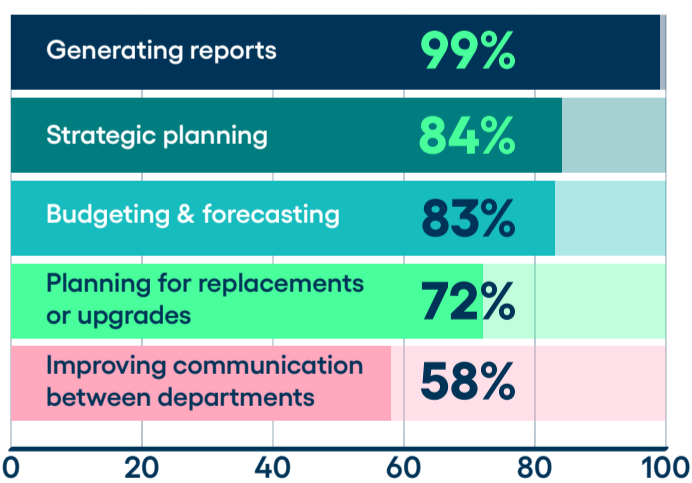 Generating reports 99%
Strategic planning 84%
Budgeting & forecasting 83%
Planning for replacements
or upgrades 72%
Improving communication
between departments 58%
0 20 40 60 80 100